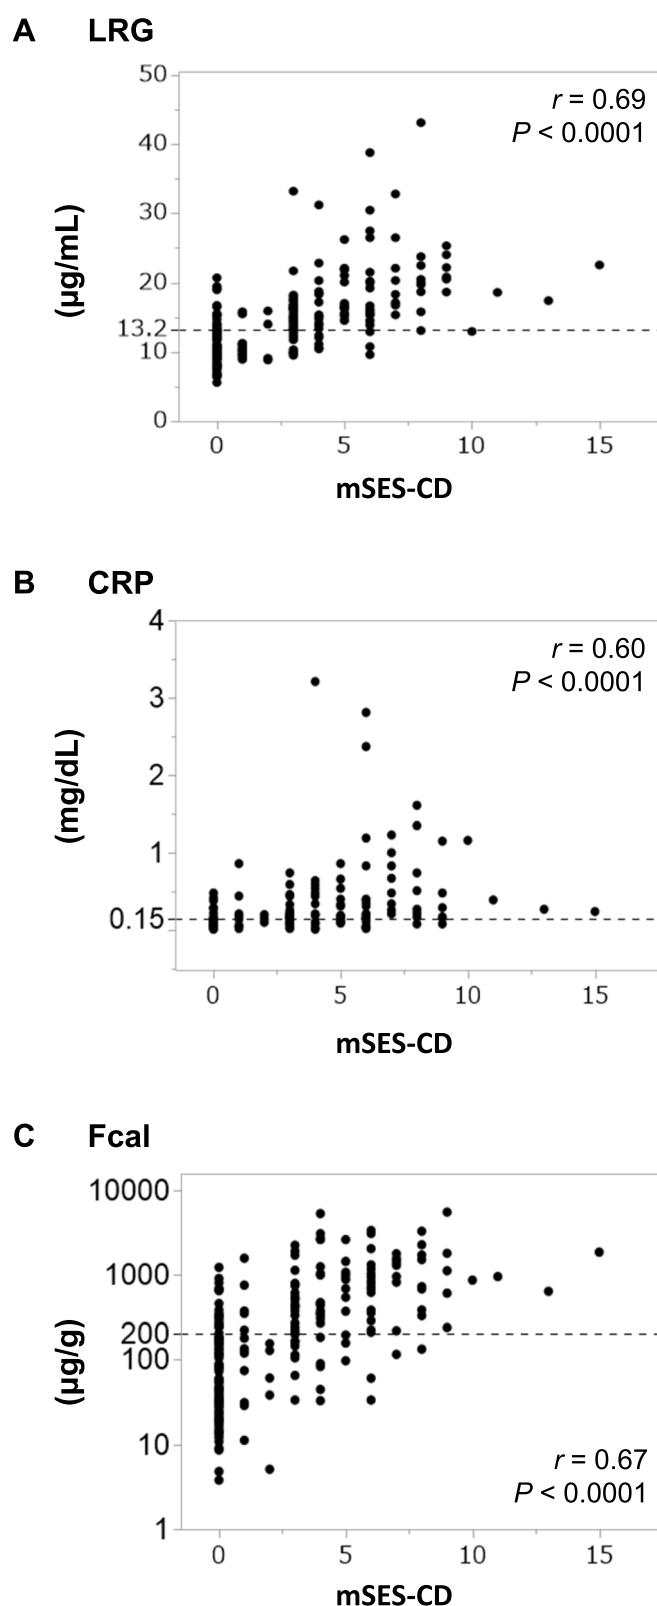 A LRG
50
40
30
20
13.2
10
0
(µg/mL)
r = 0.69
P < 0.0001
0 5 10 15
mSES-CD
B CRP
4
3
2
1
0.15
(mg/dL)
r = 0.60
P < 0.0001
0 5 10 15
mSES-CD
C Fcal
10000
1000
200
100
10
1
(µg/g)
r = 0.67
P < 0.0001
0 5 10 15
mSES-CD